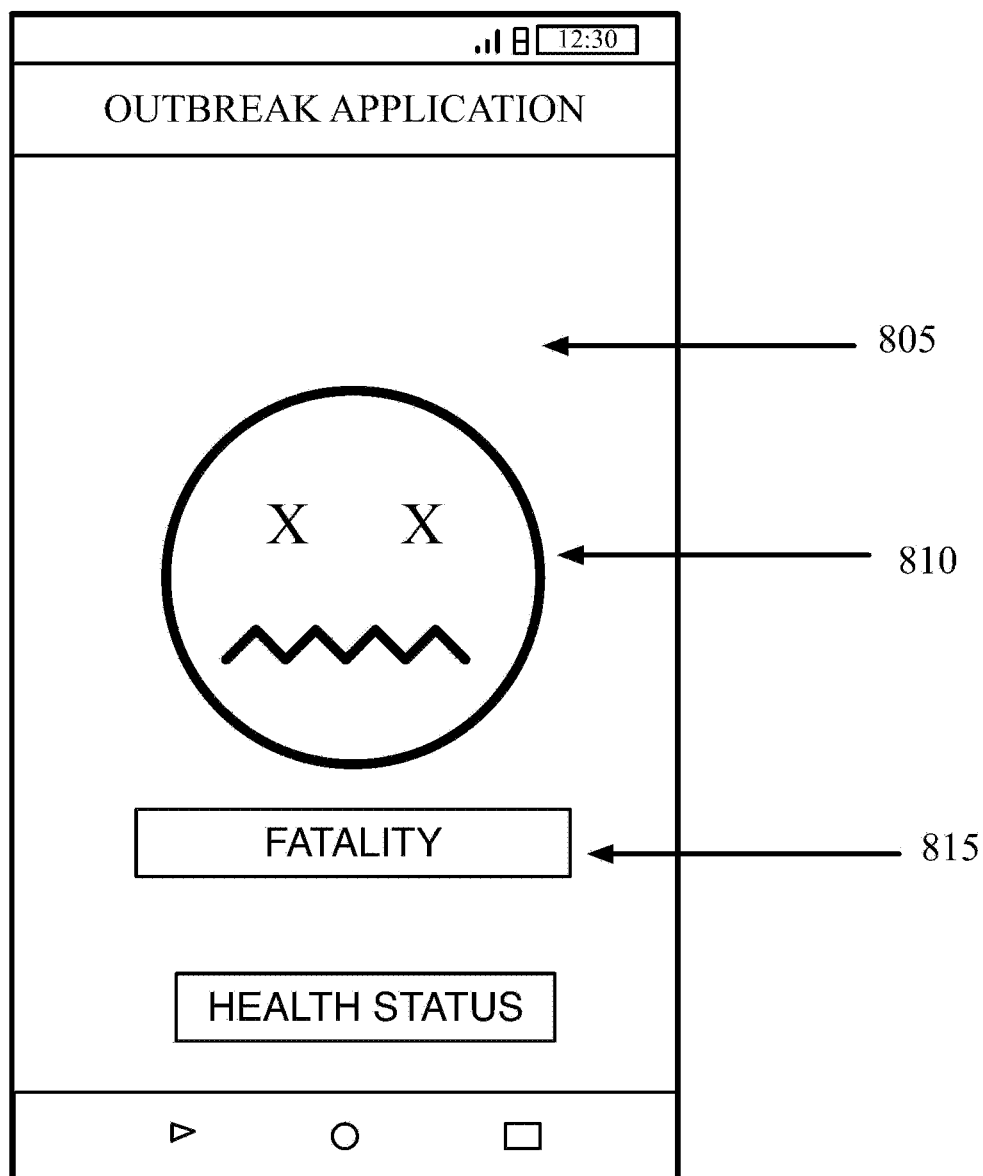 12:30
OUTBREAK APPLICATION
805
X X
810
FATALITY
815
HEALTH STATUS